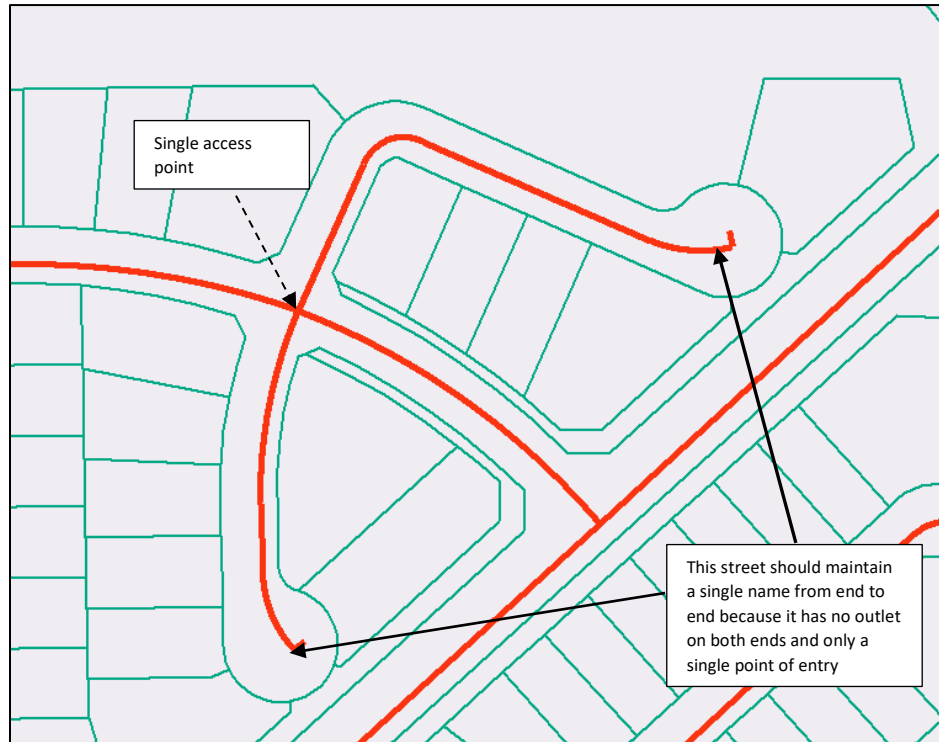 Single access
point
This street should maintain
a single name from end to
end because it has no outlet
on both ends and only a
single point of entry